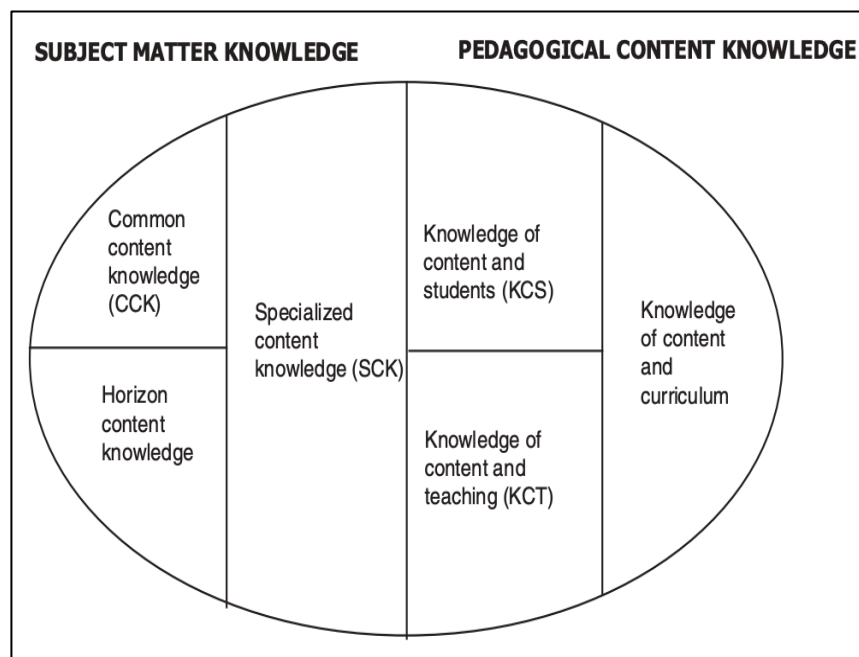 SUBJECT MATTER KNOWLEDGE
PEDAGOGICAL CONTENT KNOWLEDGE
Common
content
knowledge
(CCK)
Horizon
content
knowledge
Specialized
content
knowledge (SCK)
Knowledge of
content and
students (KCS)
Knowledge of
content and
teaching (KCT)
Knowledge
of content
and
curriculum